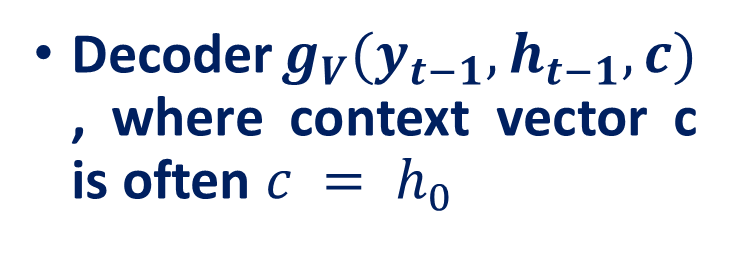 • Decoder g_V(y_{t−1}, h_{t−1}, c)
, where context vector c
is often c = h_0